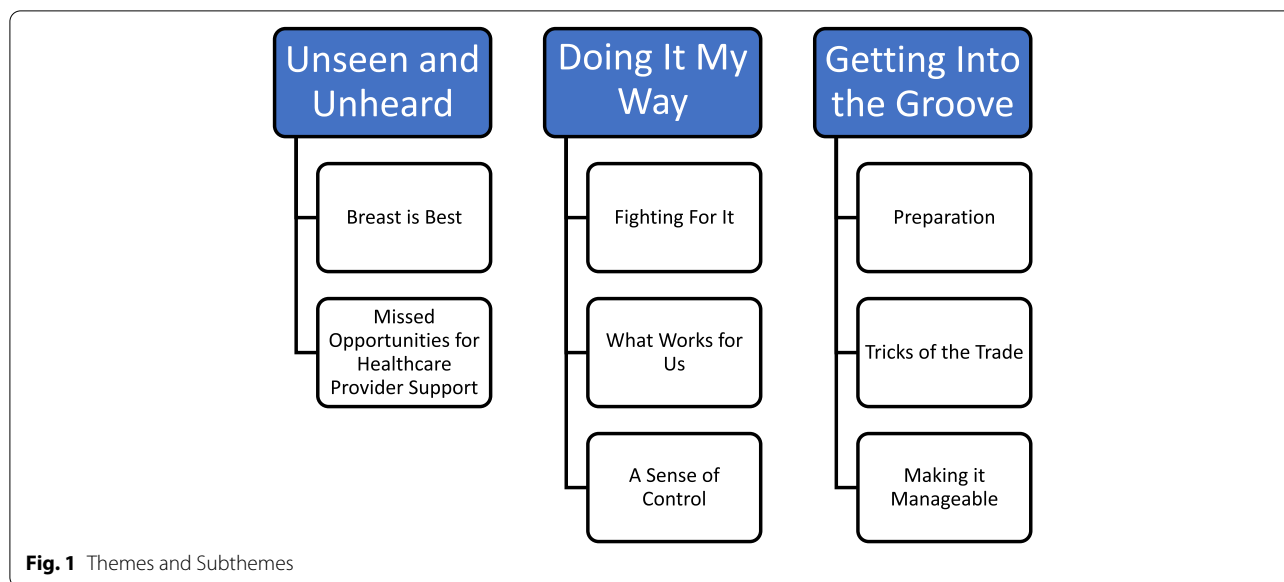 Unseen and
Unheard
Breast is Best
Missed
Opportunities for
Healthcare
Provider Support
Doing It My
Way
Fighting For It
What Works for
Us
A Sense of
Control
Getting Into
the Groove
Preparation
Tricks of the Trade
Making it
Manageable
Fig. 1 Themes and Subthemes